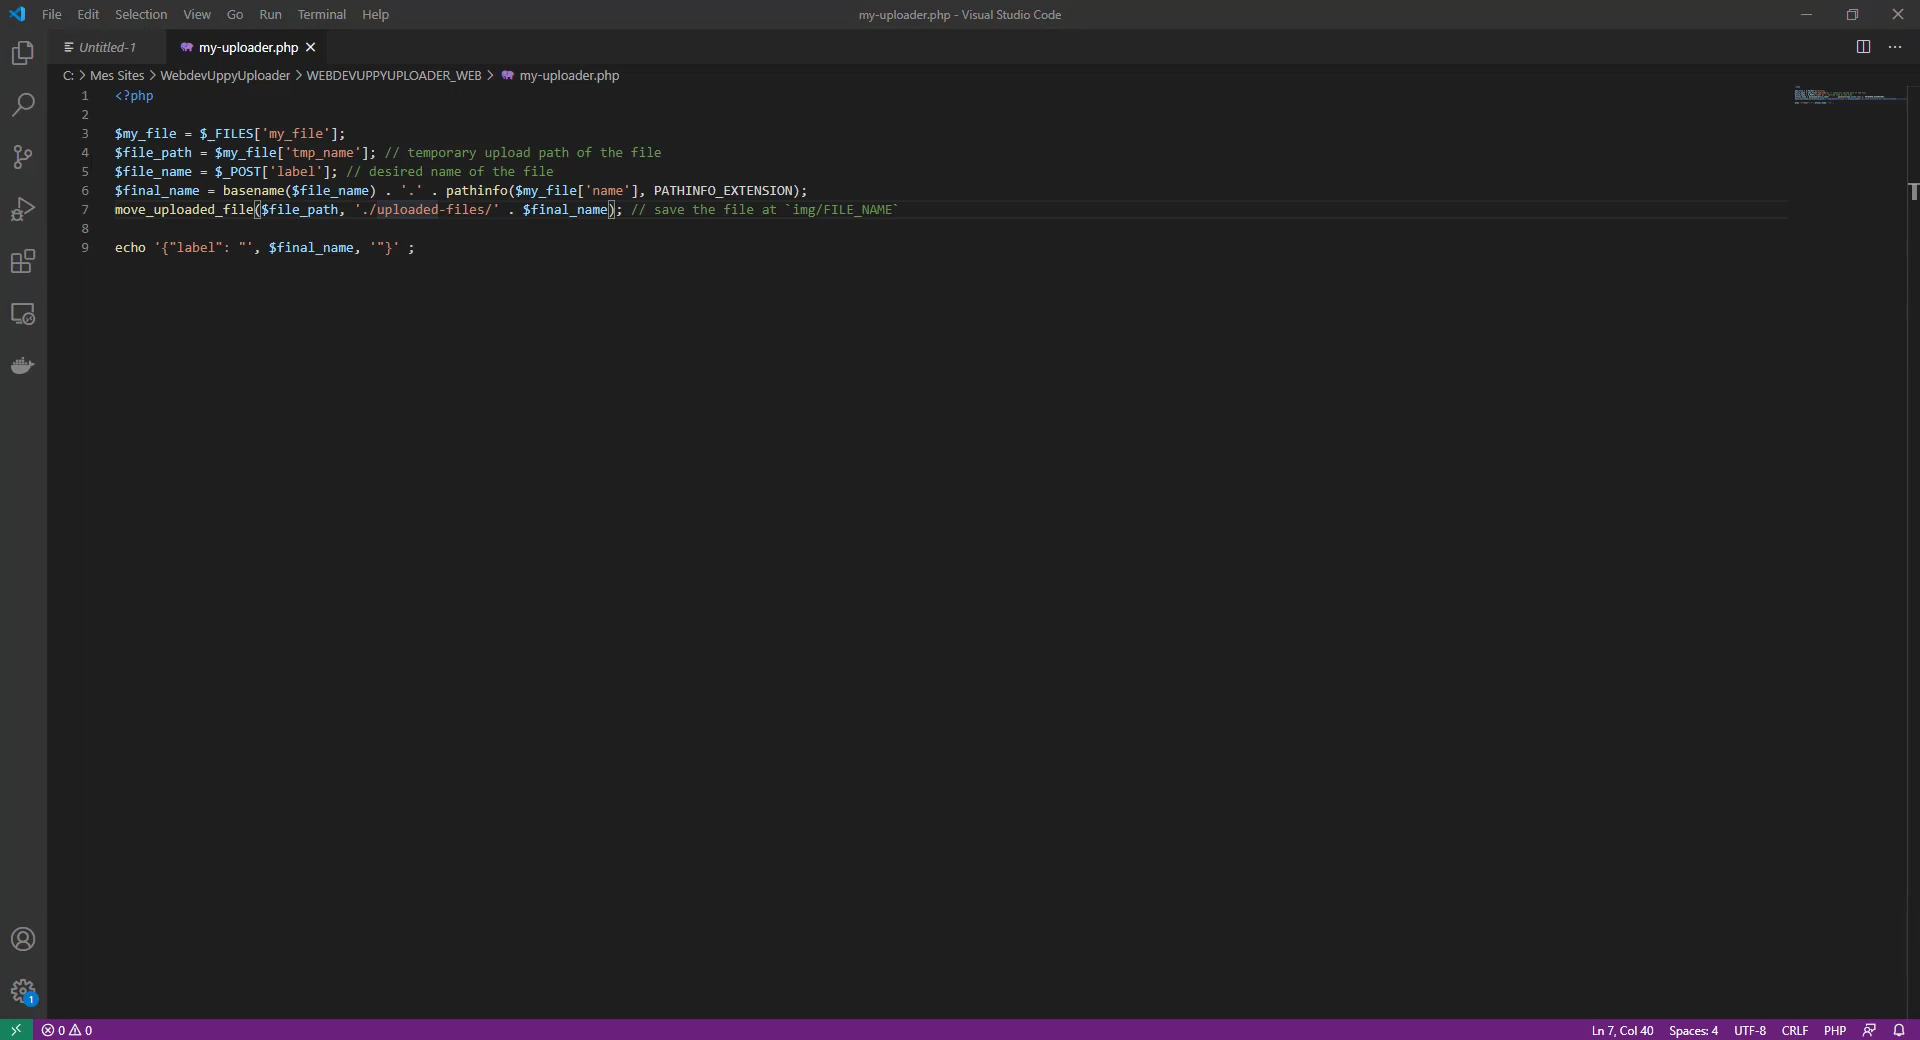 File Edit Selection View Go Run Terminal Help
my-uploader.php - Visual Studio Code
Untitled-1
my-uploader.php
C: > Mes Sites > WebdevUppyUploader > WEBDEVUPPYUPLOADER_WEB > my-uploader.php
1 <?php
2
3 $my_file = $_FILES['my_file'];
4 $file_path = $my_file['tmp_name']; // temporary upload path of the file
5 $file_name = $_POST['label']; // desired name of the file
6 $final_name = basename($file_name) . '.' . pathinfo($my_file['name'], PATHINFO_EXTENSION);
7 move_uploaded_file($file_path, './uploaded-files/' . $final_name); // save the file at `img/FILE_NAME`
8
9 echo '{"label": "', $final_name, '"}' ;
1
0 0
Ln 7, Col 40 Spaces: 4 UTF-8 CRLF PHP